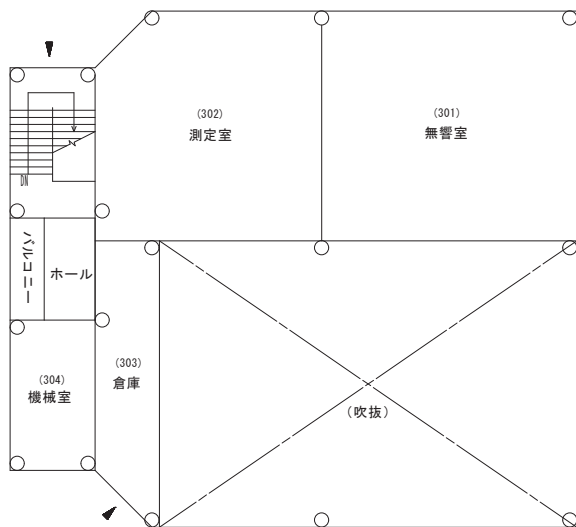 (302)
測定室
(301)
無響室
DN
バルコニー
ホール
(303)
倉庫
(304)
機械室
(吹抜)